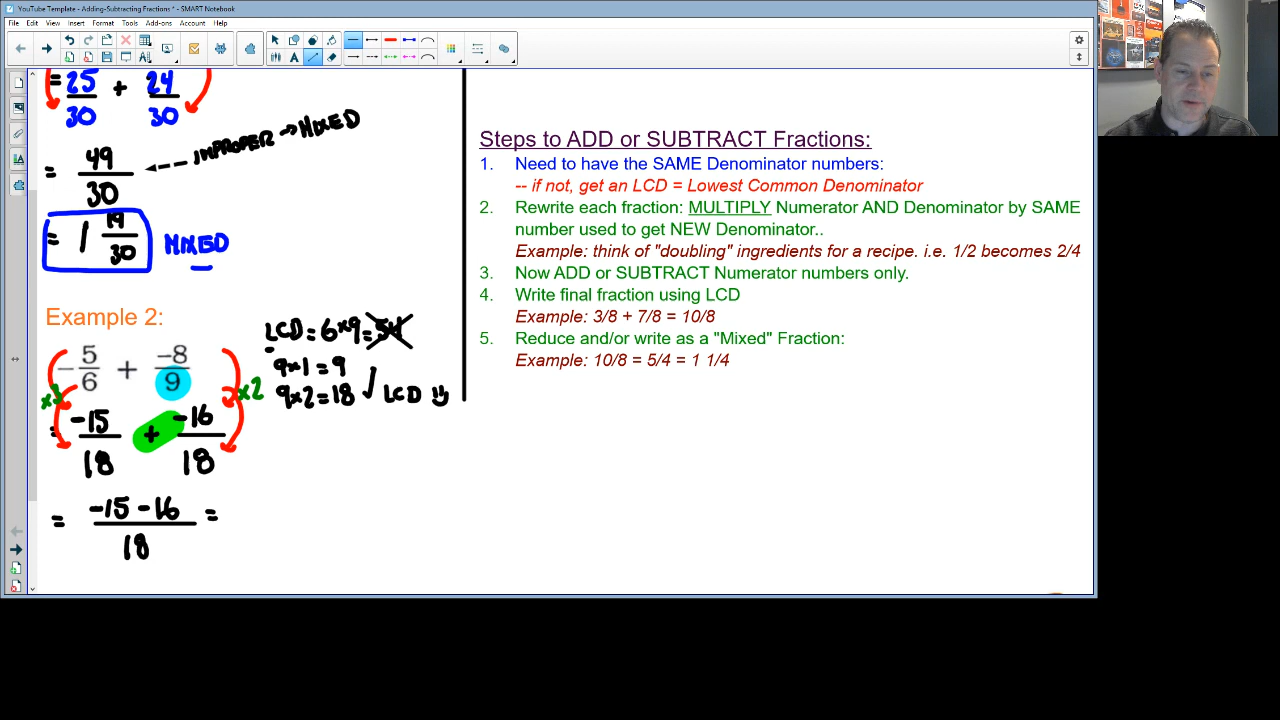 YouTube Template - Adding-Subtracting Fractions * - SMART Notebook
File Edit View Insert Format Tools Add-ons Account Help
= 25/30 + 24/30
= 49/30 IMPROPER → MIXED
= 1 19/30 MIXED
Example 2:
-5/6 + -8/9
LCD = 6 × 9 = 54
9 × 1 = 9
9 × 2 = 18 √ LCD
×3 ×2
= -15/18 + -16/18
= -15 - 16/18 =
Steps to ADD or SUBTRACT Fractions:
1. Need to have the SAME Denominator numbers:
-- if not, get an LCD = Lowest Common Denominator
2. Rewrite each fraction: MULTIPLY Numerator AND Denominator by SAME
number used to get NEW Denominator..
Example: think of "doubling" ingredients for a recipe. i.e. 1/2 becomes 2/4
3. Now ADD or SUBTRACT Numerator numbers only.
4. Write final fraction using LCD
Example: 3/8 + 7/8 = 10/8
5. Reduce and/or write as a "Mixed" Fraction:
Example: 10/8 = 5/4 = 1 1/4